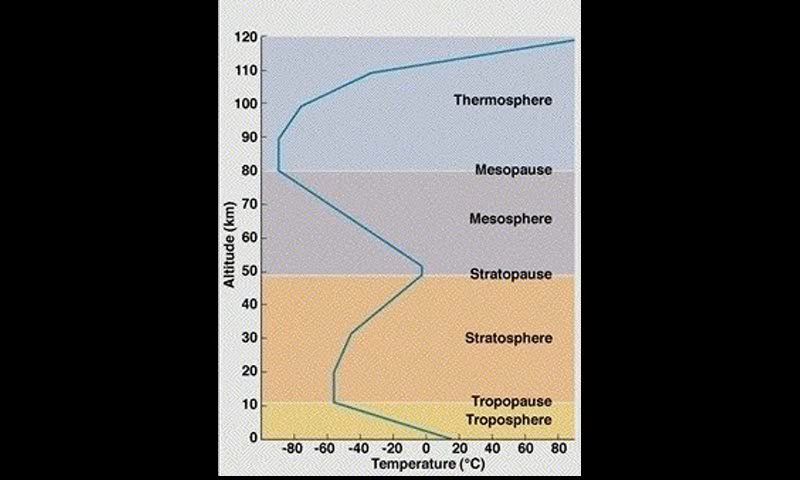 120
110
Thermosphere
100
90
Mesopause
80
70
Mesosphere
60
Stratopause
50
40
Stratosphere
30
20
Tropopause
10
Troposphere
0
Altitude (km)
-80 -60 -40 -20 0 20 40 60 80
Temperature (°C)